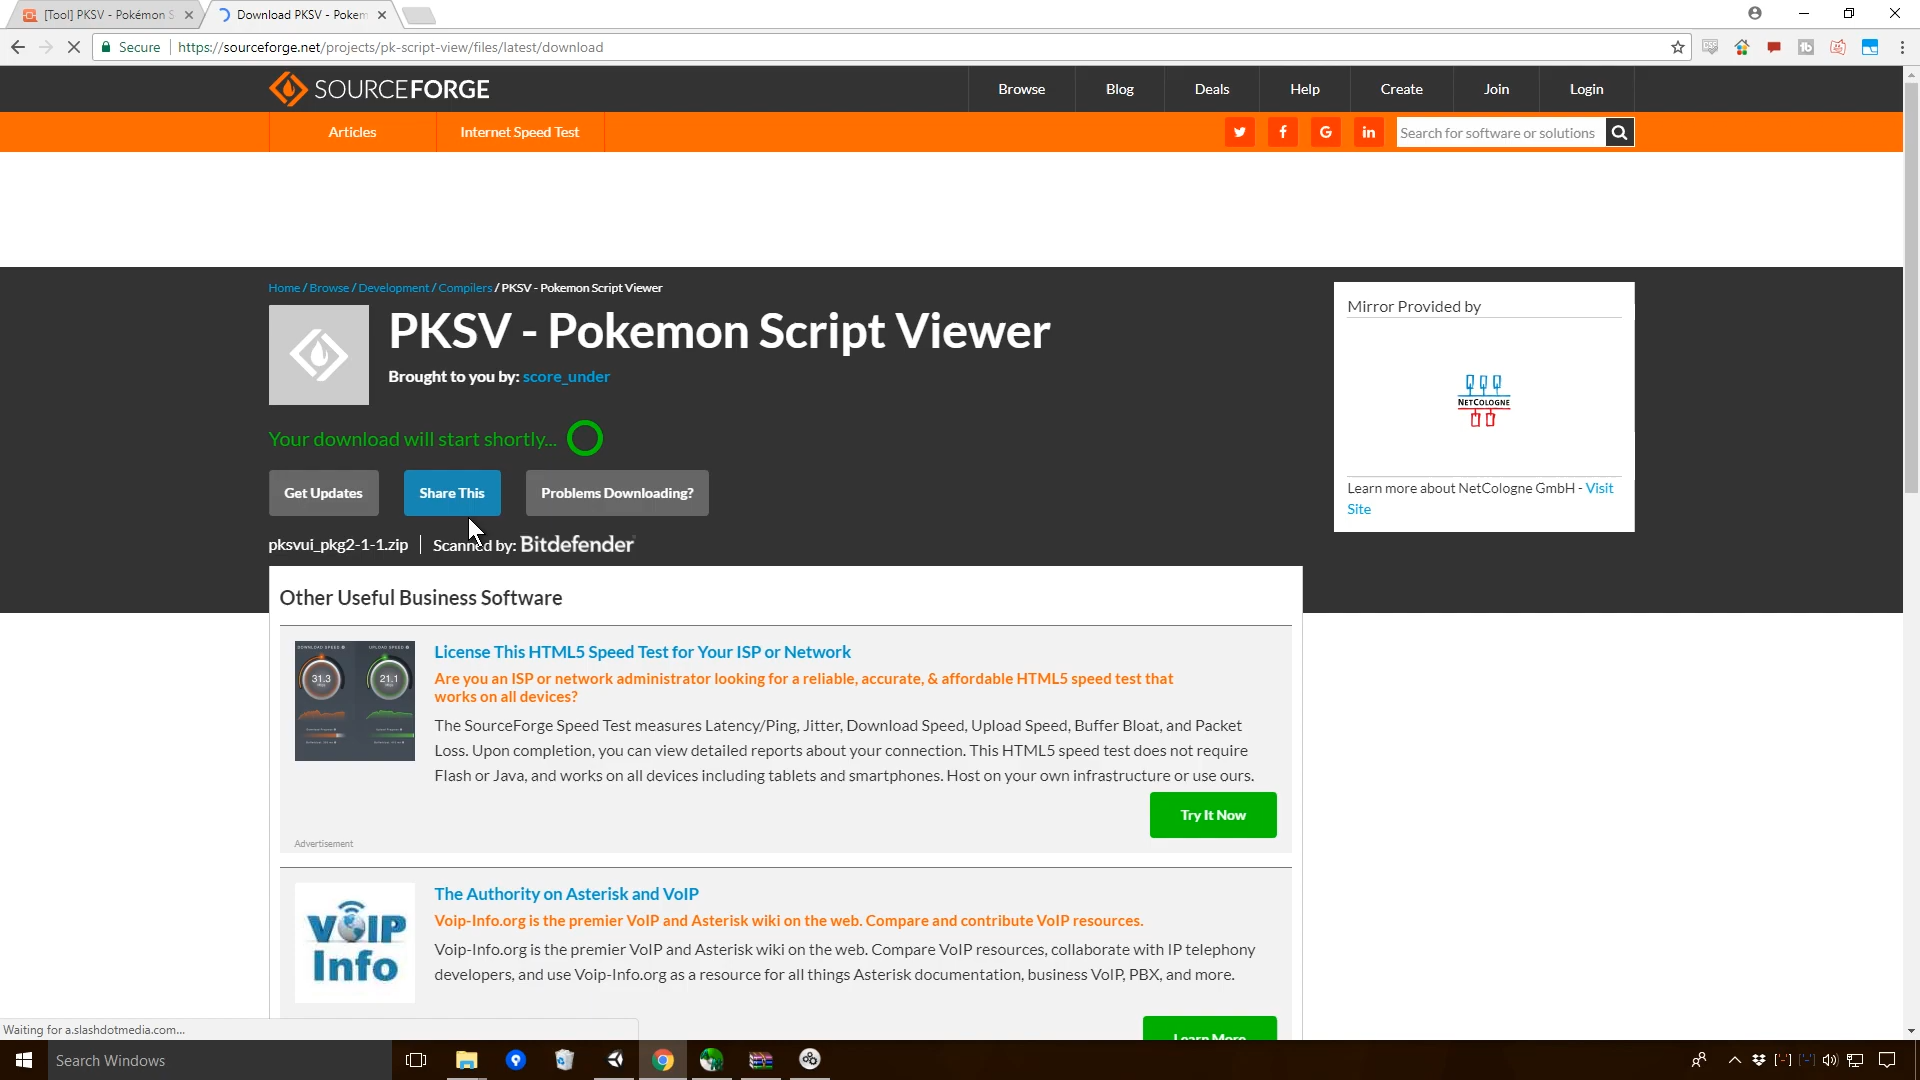 [Tool] PKSV - Pokémon S
Download PKSV - Pokem
Secure
https://sourceforge.net/projects/pk-script-view/files/latest/download
SOURCEFORGE
Browse
Blog
Deals
Help
Create
Join
Login
Articles
Internet Speed Test
Search for software or solutions
Home / Browse / Development / Compilers / PKSV - Pokemon Script Viewer
PKSV - Pokemon Script Viewer
Brought to you by: score_under
Your download will start shortly...
Get Updates
Share This
Problems Downloading?
pksvui_pkg2-1-1.zip
Scanned by: Bitdefender
Mirror Provided by
NETCOLOGNE
Learn more about NetCologne GmbH - Visit
Site
Other Useful Business Software
DOWNLOAD SPEED
UPLOAD SPEED
31.3
21.1
License This HTML5 Speed Test for Your ISP or Network
Are you an ISP or network administrator looking for a reliable, accurate, & affordable HTML5 speed test that
works on all devices?
The SourceForge Speed Test measures Latency/Ping, Jitter, Download Speed, Upload Speed, Buffer Bloat, and Packet
Loss. Upon completion, you can view detailed reports about your connection. This HTML5 speed test does not require
Flash or Java, and works on all devices including tablets and smartphones. Host on your own infrastructure or use ours.
Try It Now
Advertisement
VOIP
Info
The Authority on Asterisk and VoIP
Voip-Info.org is the premier VoIP and Asterisk wiki on the web. Compare and contribute VoIP resources.
Voip-Info.org is the premier VoIP and Asterisk wiki on the web. Compare VoIP resources, collaborate with IP telephony
developers, and use Voip-Info.org as a resource for all things Asterisk documentation, business VoIP, PBX, and more.
Learn More
Waiting for a.slashdotmedia.com...
Search Windows